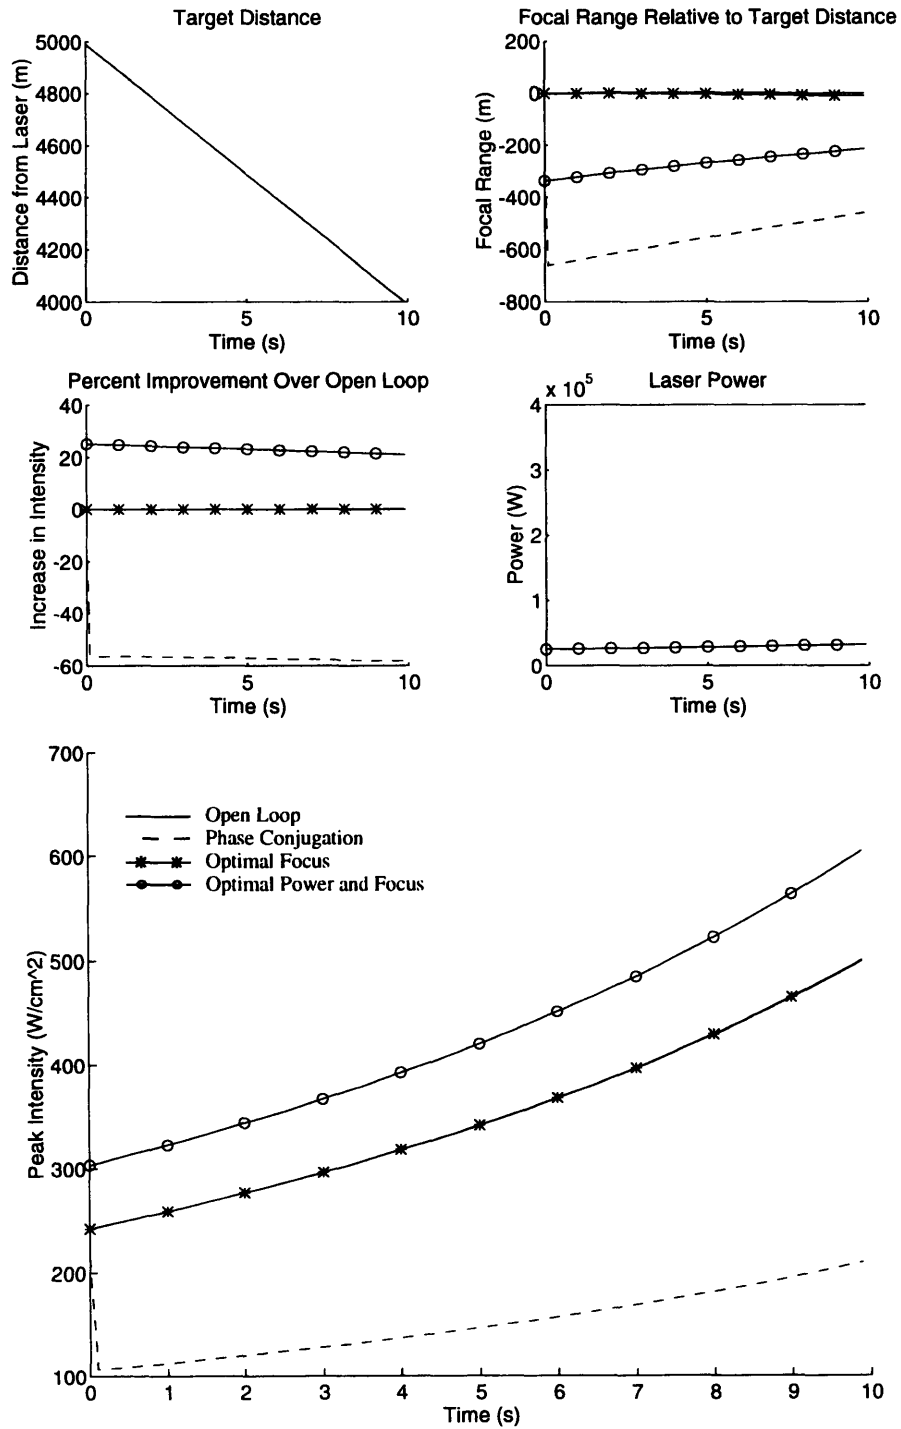 Target Distance
Distance from Laser (m)
5000
4800
4600
4400
4200
4000
0 5 10
Time (s)
Focal Range Relative to Target Distance
Focal Range (m)
200
0
-200
-400
-600
-800
0 5 10
Time (s)
Percent Improvement Over Open Loop
Increase in Intensity
40
20
0
-20
-40
-60
0 5 10
Time (s)
x 10^5 Laser Power
Power (W)
4
3
2
1
0
0 5 10
Time (s)
Peak Intensity (W/cm^2)
700
600
500
400
300
200
100
Open Loop
Phase Conjugation
Optimal Focus
Optimal Power and Focus
0 1 2 3 4 5 6 7 8 9 10
Time (s)